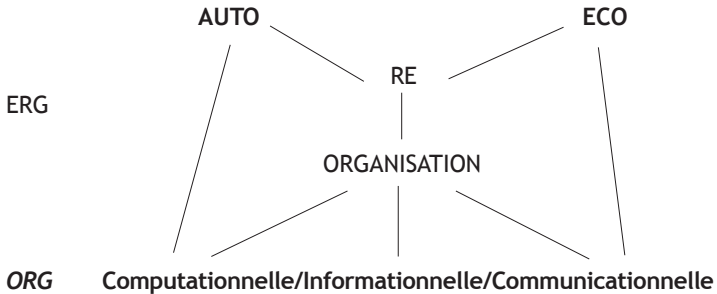 AUTO ECO
RE
ERG
ORGANISATION
ORG Computationnelle/Informationnelle/Communicationnelle